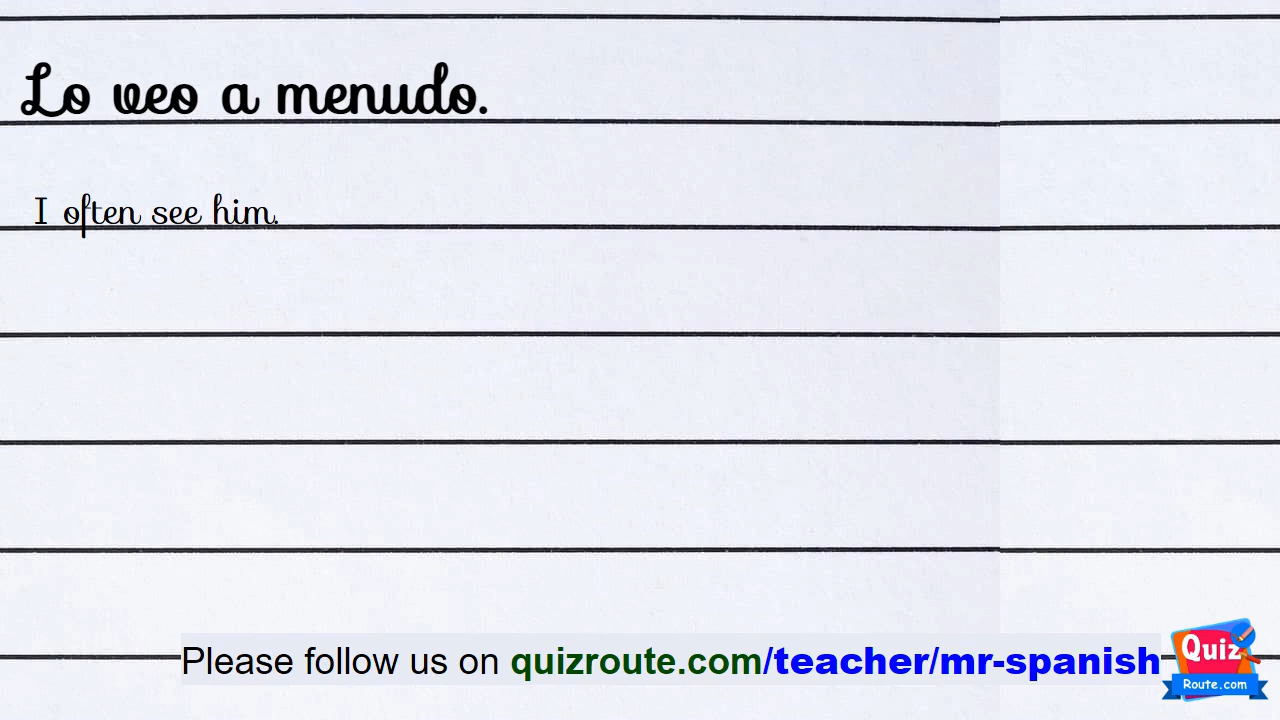 Lo veo a menudo.
I often see him.
Please follow us on quizroute.com/teacher/mr-spanish
Quiz
Route.com